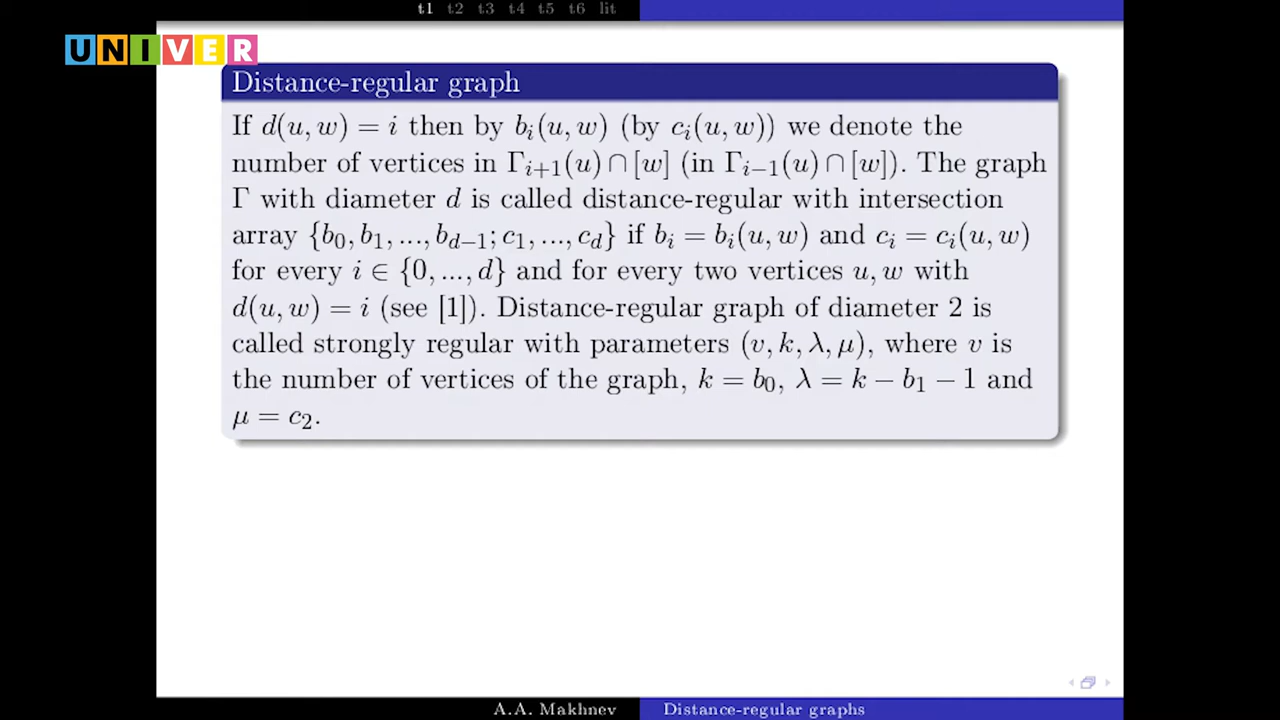 t1 t2 t3 t4 t5 t6 lit
UNIVER
Distance-regular graph
If d(u, w) = i then by b_i(u, w) (by c_i(u, w)) we denote the
number of vertices in Γ_{i+1}(u) ∩ [w] (in Γ_{i−1}(u) ∩ [w]). The graph
Γ with diameter d is called distance-regular with intersection
array {b_0, b_1, ..., b_{d−1}; c_1, ..., c_d} if b_i = b_i(u, w) and c_i = c_i(u, w)
for every i ∈ {0, ..., d} and for every two vertices u, w with
d(u, w) = i (see [1]). Distance-regular graph of diameter 2 is
called strongly regular with parameters (v, k, λ, μ), where v is
the number of vertices of the graph, k = b_0, λ = k − b_1 − 1 and
μ = c_2.
A.A. Makhnev Distance-regular graphs